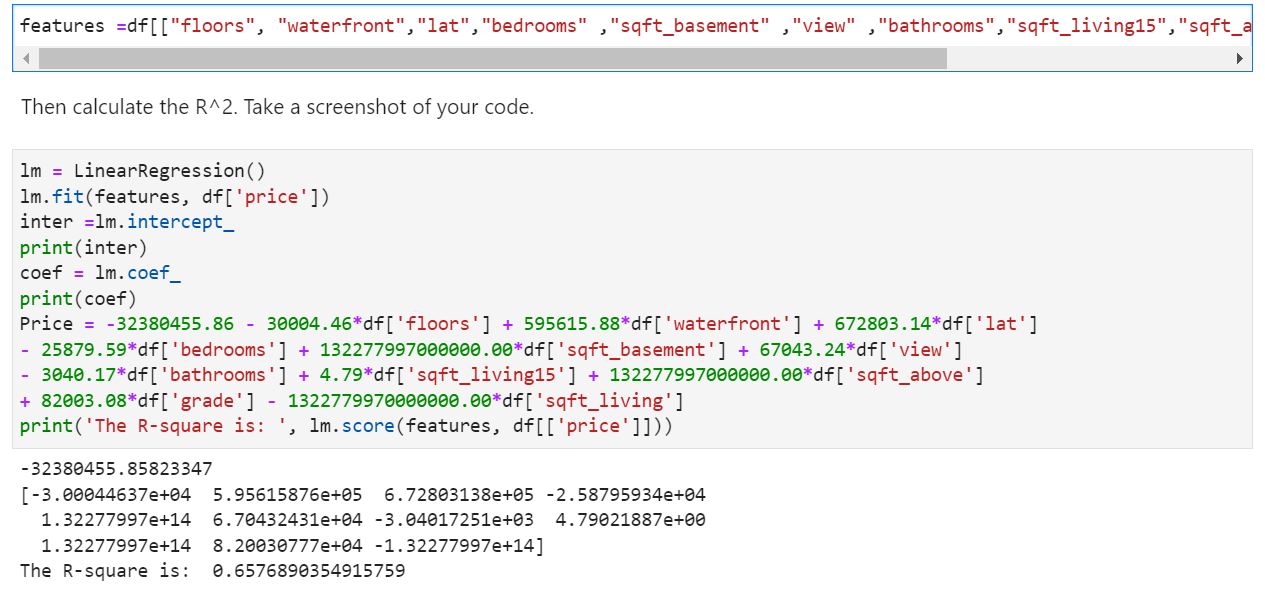 features =df[["floors", "waterfront","lat","bedrooms" ,"sqft_basement" ,"view" ,"bathrooms","sqft_living15","sqft_a
Then calculate the R^2. Take a screenshot of your code.
lm = LinearRegression()
lm.fit(features, df['price'])
inter =lm.intercept_
print(inter)
coef = lm.coef_
print(coef)
Price = -32380455.86 - 30004.46*df['floors'] + 595615.88*df['waterfront'] + 672803.14*df['lat']
- 25879.59*df['bedrooms'] + 132277997000000.00*df['sqft_basement'] + 67043.24*df['view']
- 3040.17*df['bathrooms'] + 4.79*df['sqft_living15'] + 132277997000000.00*df['sqft_above']
+ 82003.08*df['grade'] - 1322779970000000.00*df['sqft_living']
print('The R-square is: ', lm.score(features, df[['price']]))
-32380455.85823347
[-3.00044637e+04  5.95615876e+05  6.72803138e+05 -2.58795934e+04
  1.32277997e+14  6.70432431e+04 -3.04017251e+03  4.79021887e+00
  1.32277997e+14  8.20030777e+04 -1.32277997e+14]
The R-square is:  0.6576890354915759